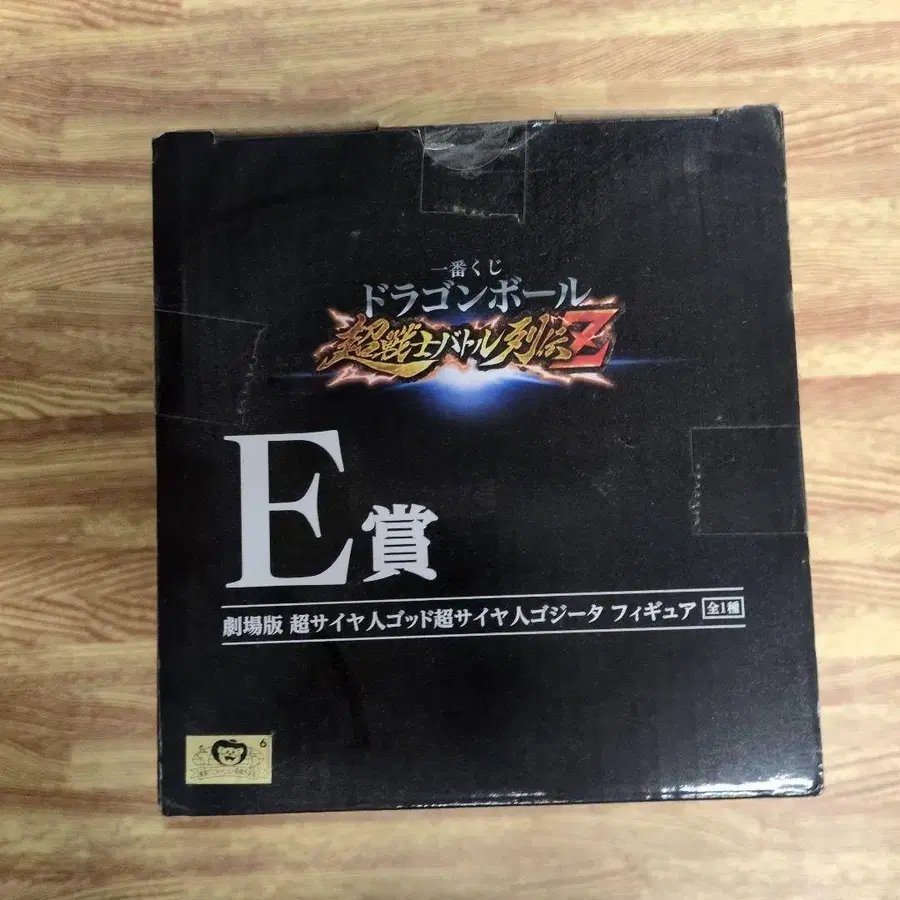 一番くじ
ドラゴンボール
超戦士バトル列伝Z
E賞
劇場版 超サイヤ人ゴッド超サイヤ人ゴジータ フィギュア 全1種
6